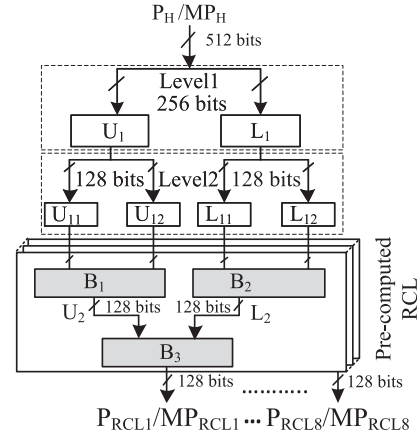 P_H/MP_H
512 bits
Level1
256 bits
U_1 L_1
128 bits Level2 128 bits
U_11 U_12 L_11 L_12
B_1 B_2
U_2 128 bits 128 bits L_2
B_3
128 bits 128 bits
P_RCL1/MP_RCL1 ... P_RCL8/MP_RCL8
Pre-computed
RCL